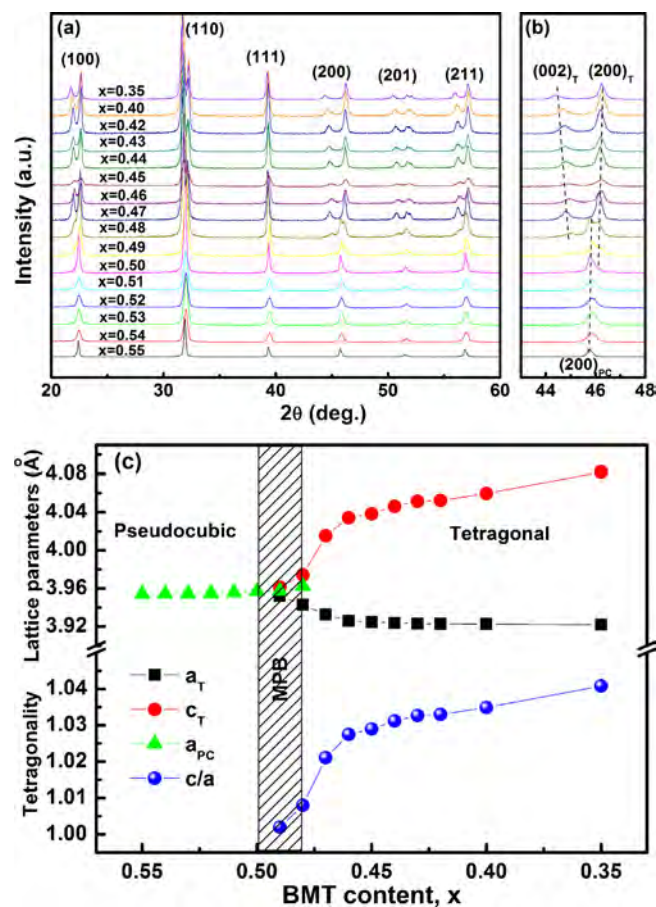 (a)
(110)
(b)
(100)
(111)
(200)
(201)
(211)
(002)T
(200)T
x=0.35
x=0.40
x=0.42
x=0.43
x=0.44
x=0.45
x=0.46
x=0.47
x=0.48
x=0.49
x=0.50
x=0.51
x=0.52
x=0.53
x=0.54
x=0.55
(200)PC
Intensity (a.u.)
20 30 40 50 60
44 46 48
2θ (deg.)
(c)
4.08
4.04
4.00
3.96
3.92
Lattice parameters (Å)
Pseudocubic
Tetragonal
MPB
aT
cT
aPC
c/a
1.04
1.03
1.02
1.01
1.00
Tetragonality
0.55 0.50 0.45 0.40 0.35
BMT content, x